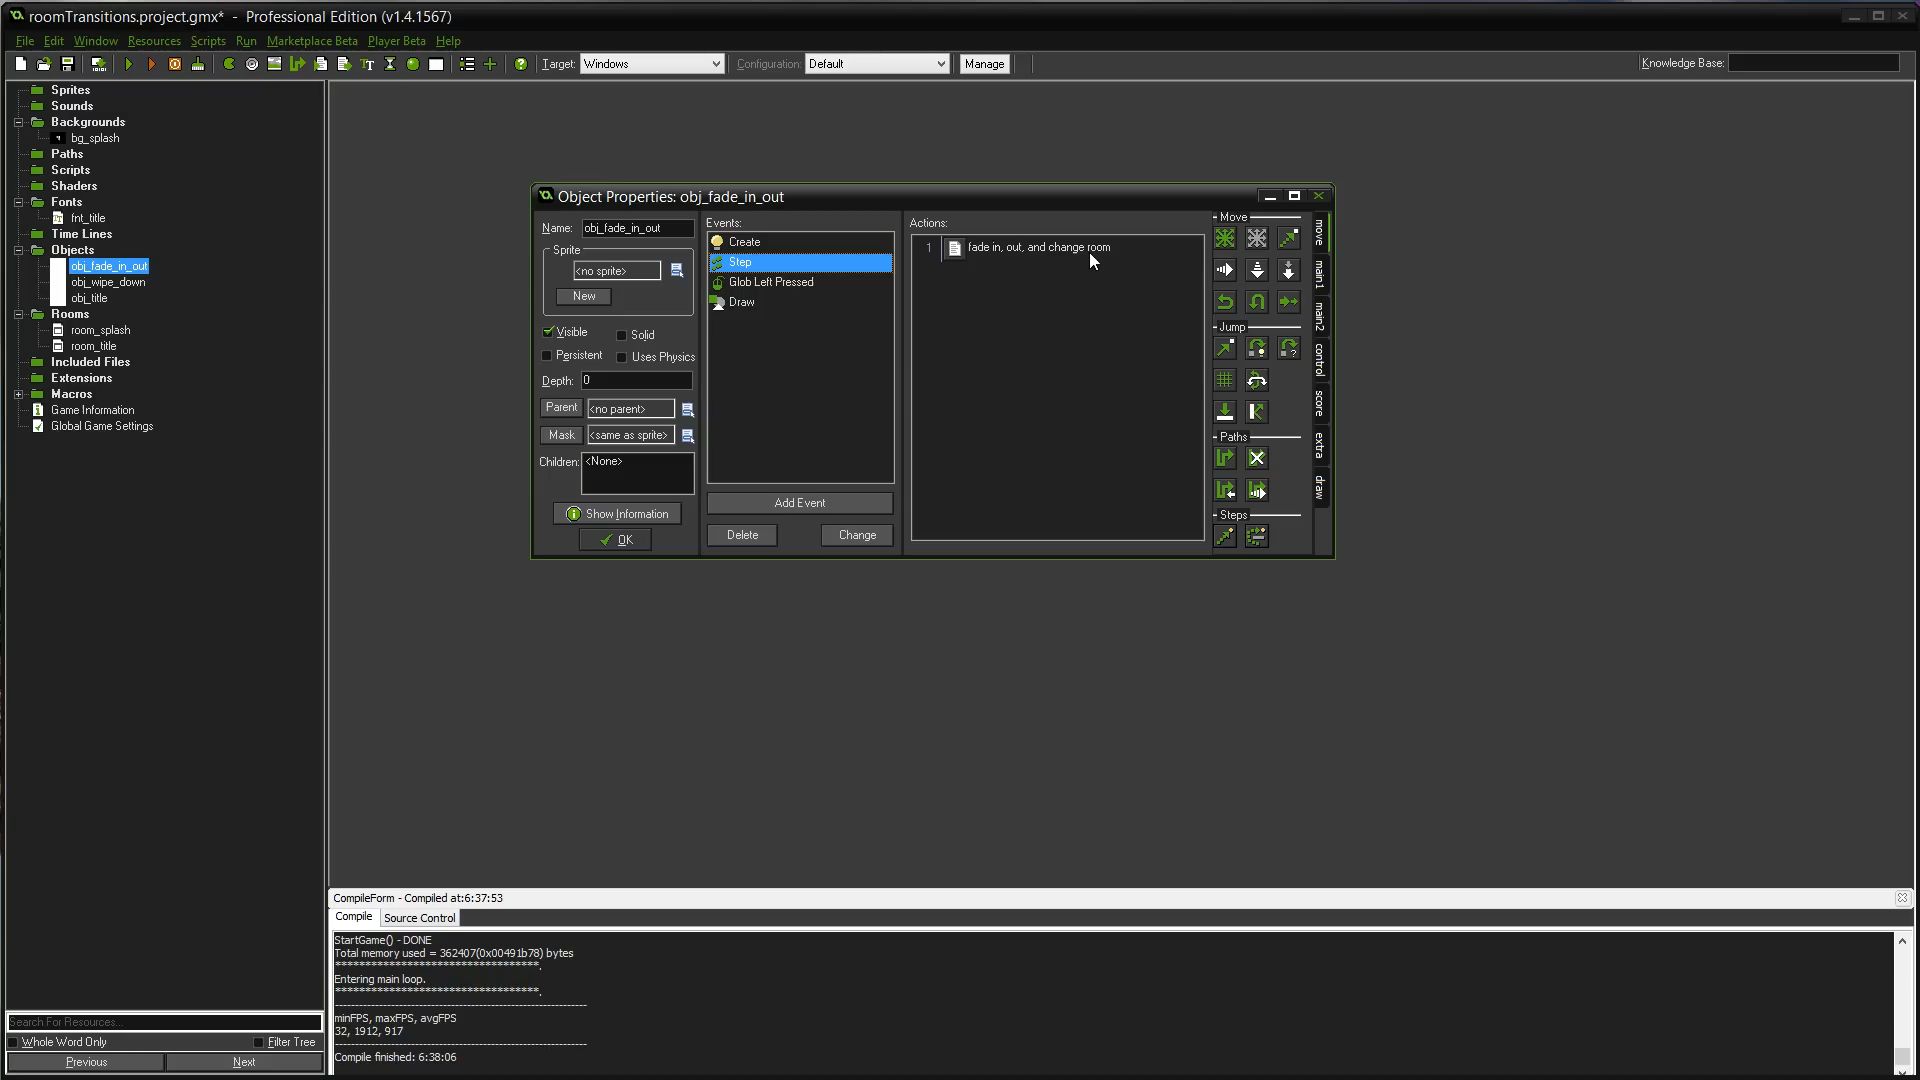 roomTransitions.project.gmx* - Professional Edition (v1.4.1567)
File Edit Window Resources Scripts Run Marketplace Beta Player Beta Help
Target: Windows Configuration: Default Manage Knowledge Base:
Sprites
Sounds
Backgrounds
bg_splash
Paths
Scripts
Shaders
Fonts
fnt_title
Time Lines
Objects
obj_fade_in_out
obj_wipe_down
obj_title
Rooms
room_splash
room_title
Included Files
Extensions
Macros
Game Information
Global Game Settings
Search For Resources...
Whole Word Only Filter Tree
Previous Next
Object Properties: obj_fade_in_out
Name: obj_fade_in_out
Sprite
<no sprite>
New
Visible Solid
Persistent Uses Physics
Depth: 0
Parent <no parent>
Mask <same as sprite>
Children: <None>
Show Information
OK
Events:
Create
Step
Glob Left Pressed
Draw
Add Event
Delete Change
Actions:
1 fade in, out, and change room
Move
Jump
Paths
Steps
move
main1
main2
control
score
extra
draw
CompileForm - Compiled at:6:37:53
Compile Source Control
StartGame() - DONE
Total memory used = 362407(0x00491b78) bytes
**********************************.
Entering main loop.
**********************************.
minFPS, maxFPS, avgFPS
32, 1912, 917
Compile finished: 6:38:06